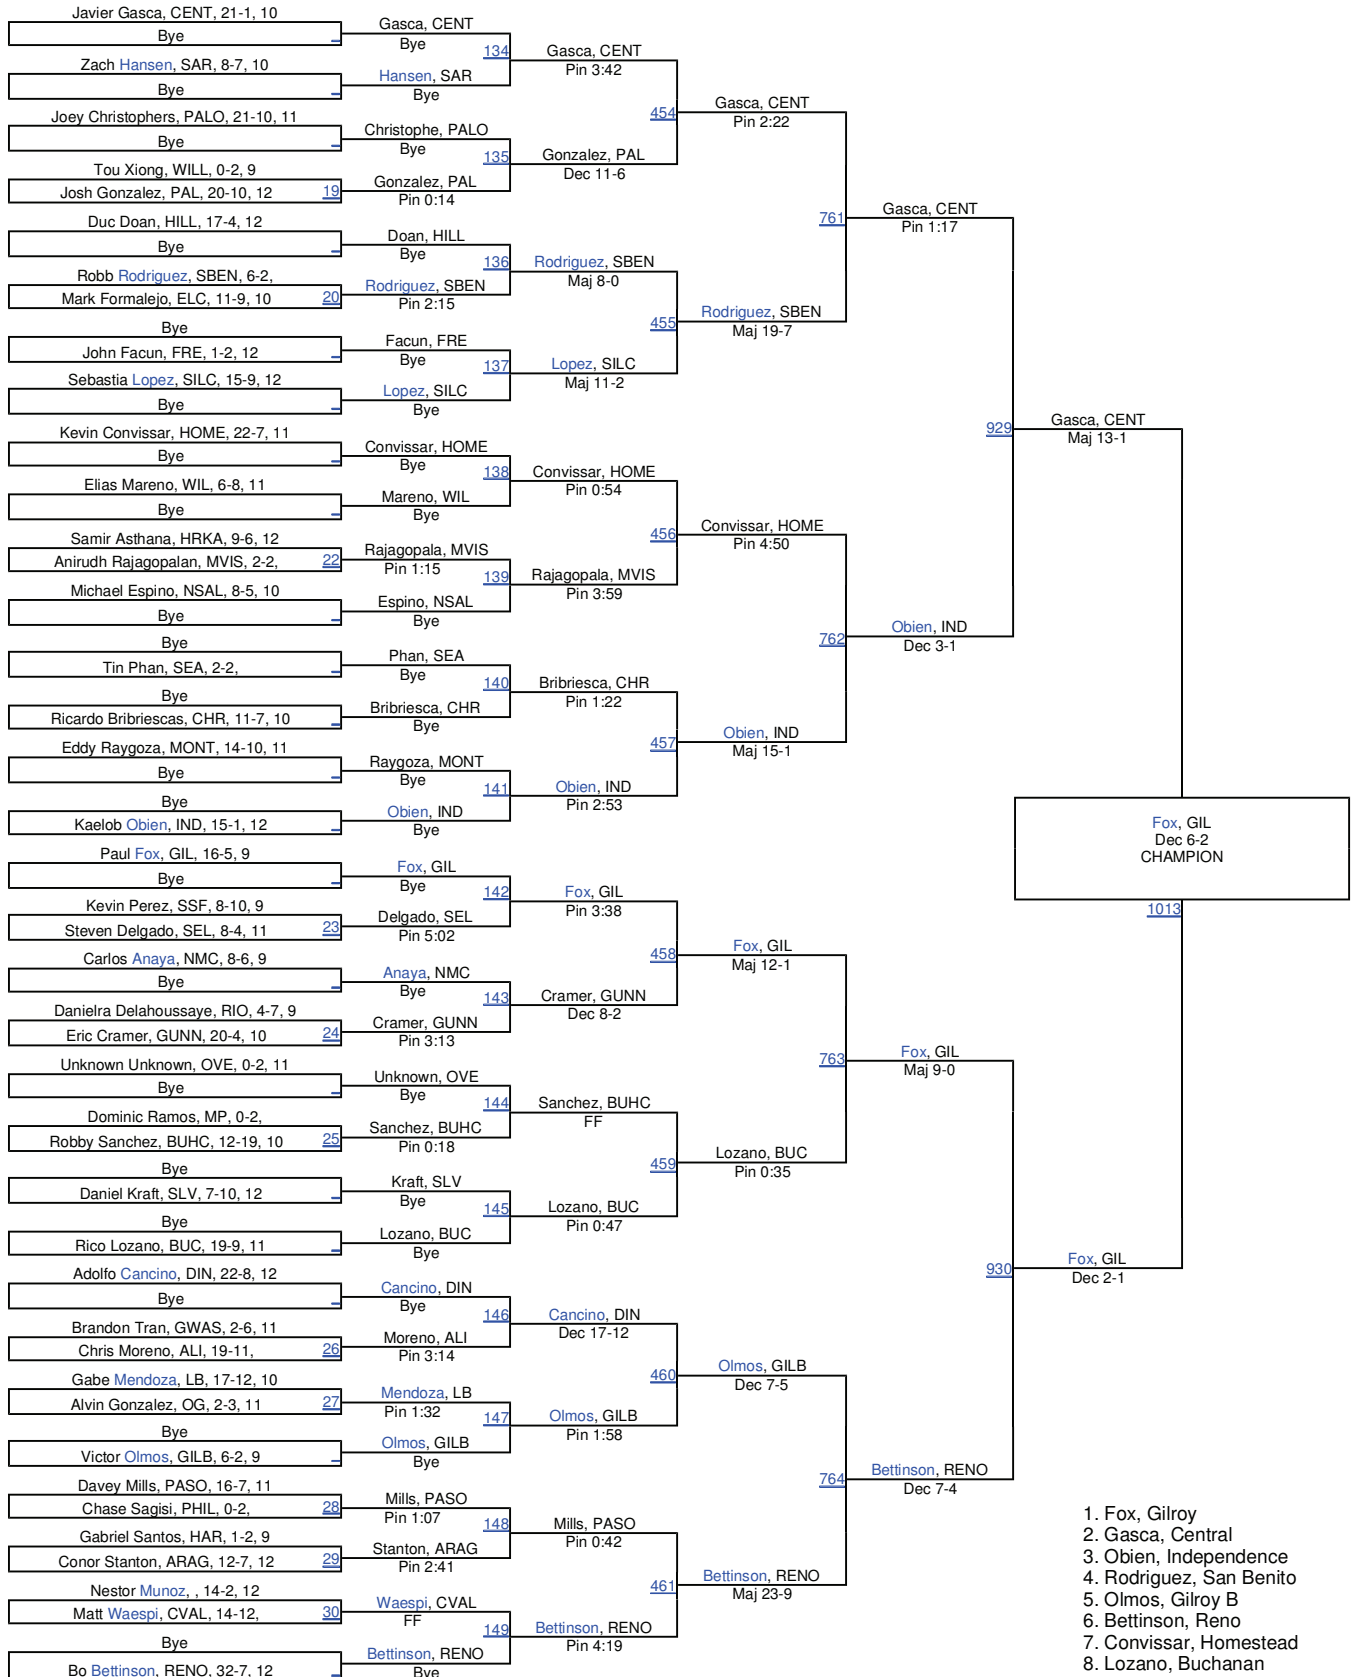 Javier Gasca, CENT, 21-1, 10
Bye
Zach Hansen, SAR, 8-7, 10
Bye
Joey Christophers, PALO, 21-10, 11
Bye
Tou Xiong, WILL, 0-2, 9
Josh Gonzalez, PAL, 20-10, 12 19
Duc Doan, HILL, 17-4, 12
Bye
Robb Rodriguez, SBEN, 6-2,
Mark Formalejo, ELC, 11-9, 10 20
Bye
John Facun, FRE, 1-2, 12
Sebastia Lopez, SILC, 15-9, 12
Bye
Kevin Convissar, HOME, 22-7, 11
Bye
Elias Mareno, WIL, 6-8, 11
Bye
Samir Asthana, HRKA, 9-6, 12
Anirudh Rajagopalan, MVIS, 2-2, 22
Michael Espino, NSAL, 8-5, 10
Bye
Bye
Tin Phan, SEA, 2-2,
Bye
Ricardo Bribriescas, CHR, 11-7, 10
Eddy Raygoza, MONT, 14-10, 11
Bye
Bye
Kaelob Obien, IND, 15-1, 12
Paul Fox, GIL, 16-5, 9
Bye
Kevin Perez, SSF, 8-10, 9
Steven Delgado, SEL, 8-4, 11 23
Carlos Anaya, NMC, 8-6, 9
Bye
Danielra Delahoussaye, RIO, 4-7, 9
Eric Cramer, GUNN, 20-4, 10 24
Unknown Unknown, OVE, 0-2, 11
Bye
Dominic Ramos, MP, 0-2,
Robby Sanchez, BUHC, 12-19, 10 25
Bye
Daniel Kraft, SLV, 7-10, 12
Bye
Rico Lozano, BUC, 19-9, 11
Adolfo Cancino, DIN, 22-8, 12
Bye
Brandon Tran, GWAS, 2-6, 11
Chris Moreno, ALI, 19-11, 26
Gabe Mendoza, LB, 17-12, 10
Alvin Gonzalez, OG, 2-3, 11 27
Bye
Victor Olmos, GILB, 6-2, 9
Davey Mills, PASO, 16-7, 11
Chase Sagisi, PHIL, 0-2, 28
Gabriel Santos, HAR, 1-2, 9
Conor Stanton, ARAG, 12-7, 12 29
Nestor Munoz, , 14-2, 12
Matt Waespi, CVAL, 14-12, 30
Bye
Bo Bettinson, RENO, 32-7, 12
Gasca, CENT
Bye
134
Hansen, SAR
Bye
Christophe, PALO
Bye
135
Gonzalez, PAL
Pin 0:14
Doan, HILL
Bye
136
Rodriguez, SBEN
Pin 2:15
Facun, FRE
Bye
137
Lopez, SILC
Bye
Convissar, HOME
Bye
138
Mareno, WIL
Bye
Rajagopala, MVIS
Pin 1:15
139
Espino, NSAL
Bye
Phan, SEA
Bye
140
Bribriesca, CHR
Bye
Raygoza, MONT
Bye
141
Obien, IND
Bye
Fox, GIL
Bye
142
Delgado, SEL
Pin 5:02
Anaya, NMC
Bye
143
Cramer, GUNN
Pin 3:13
Unknown, OVE
Bye
144
Sanchez, BUHC
Pin 0:18
Kraft, SLV
Bye
145
Lozano, BUC
Bye
Cancino, DIN
Bye
146
Moreno, ALI
Pin 3:14
Mendoza, LB
Pin 1:32
147
Olmos, GILB
Bye
Mills, PASO
Pin 1:07
148
Stanton, ARAG
Pin 2:41
Waespi, CVAL
FF
149
Bettinson, RENO
Bye
Gasca, CENT
Pin 3:42
454
Gonzalez, PAL
Dec 11-6
Rodriguez, SBEN
Maj 8-0
455
Lopez, SILC
Maj 11-2
Convissar, HOME
Pin 0:54
456
Rajagopala, MVIS
Pin 3:59
Bribriesca, CHR
Pin 1:22
457
Obien, IND
Pin 2:53
Fox, GIL
Pin 3:38
458
Cramer, GUNN
Dec 8-2
Sanchez, BUHC
FF
459
Lozano, BUC
Pin 0:47
Cancino, DIN
Dec 17-12
460
Olmos, GILB
Pin 1:58
Mills, PASO
Pin 0:42
461
Bettinson, RENO
Pin 4:19
Gasca, CENT
Pin 2:22
761
Rodriguez, SBEN
Maj 19-7
Convissar, HOME
Pin 4:50
762
Obien, IND
Maj 15-1
Fox, GIL
Maj 12-1
763
Lozano, BUC
Pin 0:35
Olmos, GILB
Dec 7-5
764
Bettinson, RENO
Maj 23-9
Gasca, CENT
Pin 1:17
929
Obien, IND
Dec 3-1
Fox, GIL
Maj 9-0
930
Bettinson, RENO
Dec 7-4
Gasca, CENT
Maj 13-1
Fox, GIL
Dec 6-2
CHAMPION
1013
Fox, GIL
Dec 2-1
1. Fox, Gilroy
2. Gasca, Central
3. Obien, Independence
4. Rodriguez, San Benito
5. Olmos, Gilroy B
6. Bettinson, Reno
7. Convissar, Homestead
8. Lozano, Buchanan